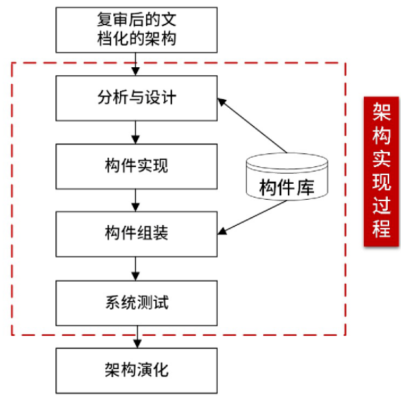 复审后的文
档化的架构
分析与设计
构件实现
构件库
构件组装
系统测试
架构演化
架构实现过程